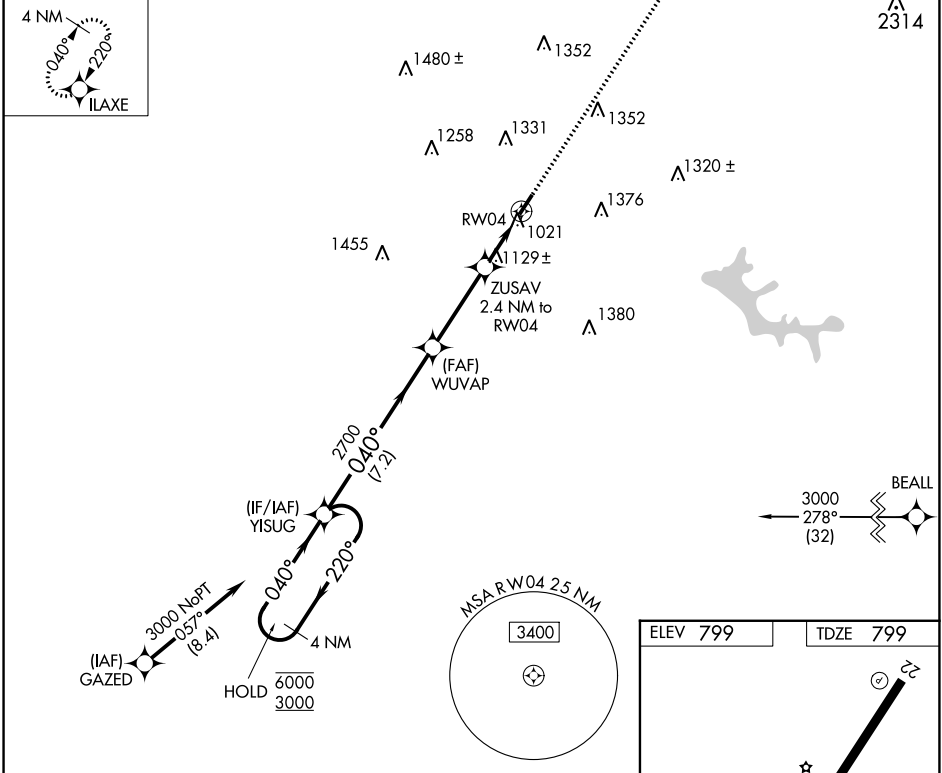 4 NM
040°
220°
ILAXE
2314
1480 ±
1352
1352
1258
1331
1320 ±
RW04
1376
1021
1455
1129 ±
ZUSAV
2.4 NM to
RW04
1380
(FAF)
WUVAP
2700
040°
(7.2)
BEALL
3000
278°
(32)
(IF/IAF)
YISUG
040°
220°
3000 NoPT
057°
(8.4)
4 NM
(IAF)
GAZED
HOLD
6000
3000
MSA RW04 25 NM
3400
ELEV 799
TDZE 799
22